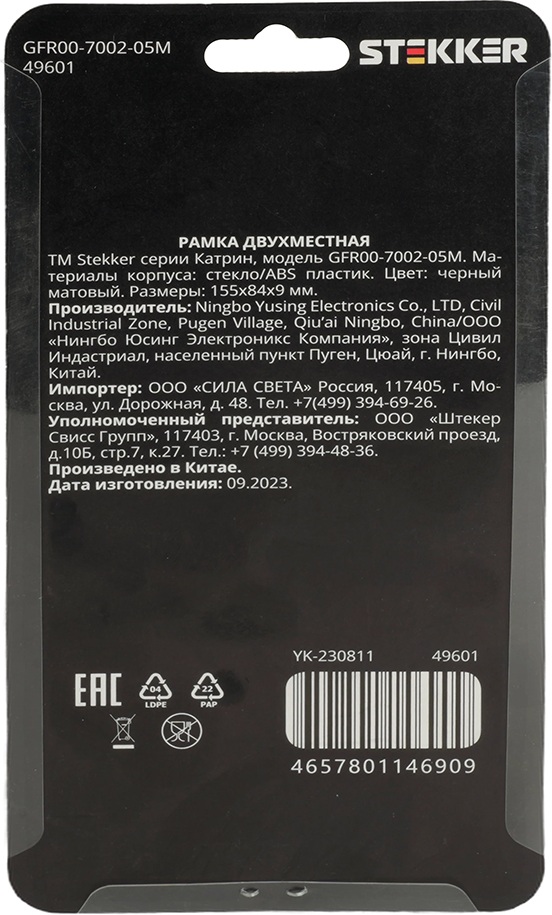 GFR00-7002-05M
49601
STEKKER
РАМКА ДВУХМЕСТНАЯ
ТМ Stekker серии Катрин, модель GFR00-7002-05M. Ма-
териалы корпуса: стекло/ABS пластик. Цвет: черный
матовый. Размеры: 155x84x9 мм.
Производитель: Ningbo Yusing Electronics Co., LTD, Civil
Industrial Zone, Pugen Village, Qiu’ai Ningbo, China/ООО
«Нингбо Юсинг Электроникс Компания», зона Цивил
Индастриал, населенный пункт Пуген, Цюай, г. Нингбо,
Китай.
Импортер: ООО «СИЛА СВЕТА» Россия, 117405, г. Мо-
сква, ул. Дорожная, д. 48. Тел. +7(499) 394-69-26.
Уполномоченный представитель: ООО «Штекер
Свисс Групп», 117403, г. Москва, Востряковский проезд,
д.10Б, стр.7, к.27. Тел.: +7 (499) 394-48-36.
Произведено в Китае.
Дата изготовления: 09.2023.
YK-230811 49601
EAC 04 22
LDPE PAP
4657801146909